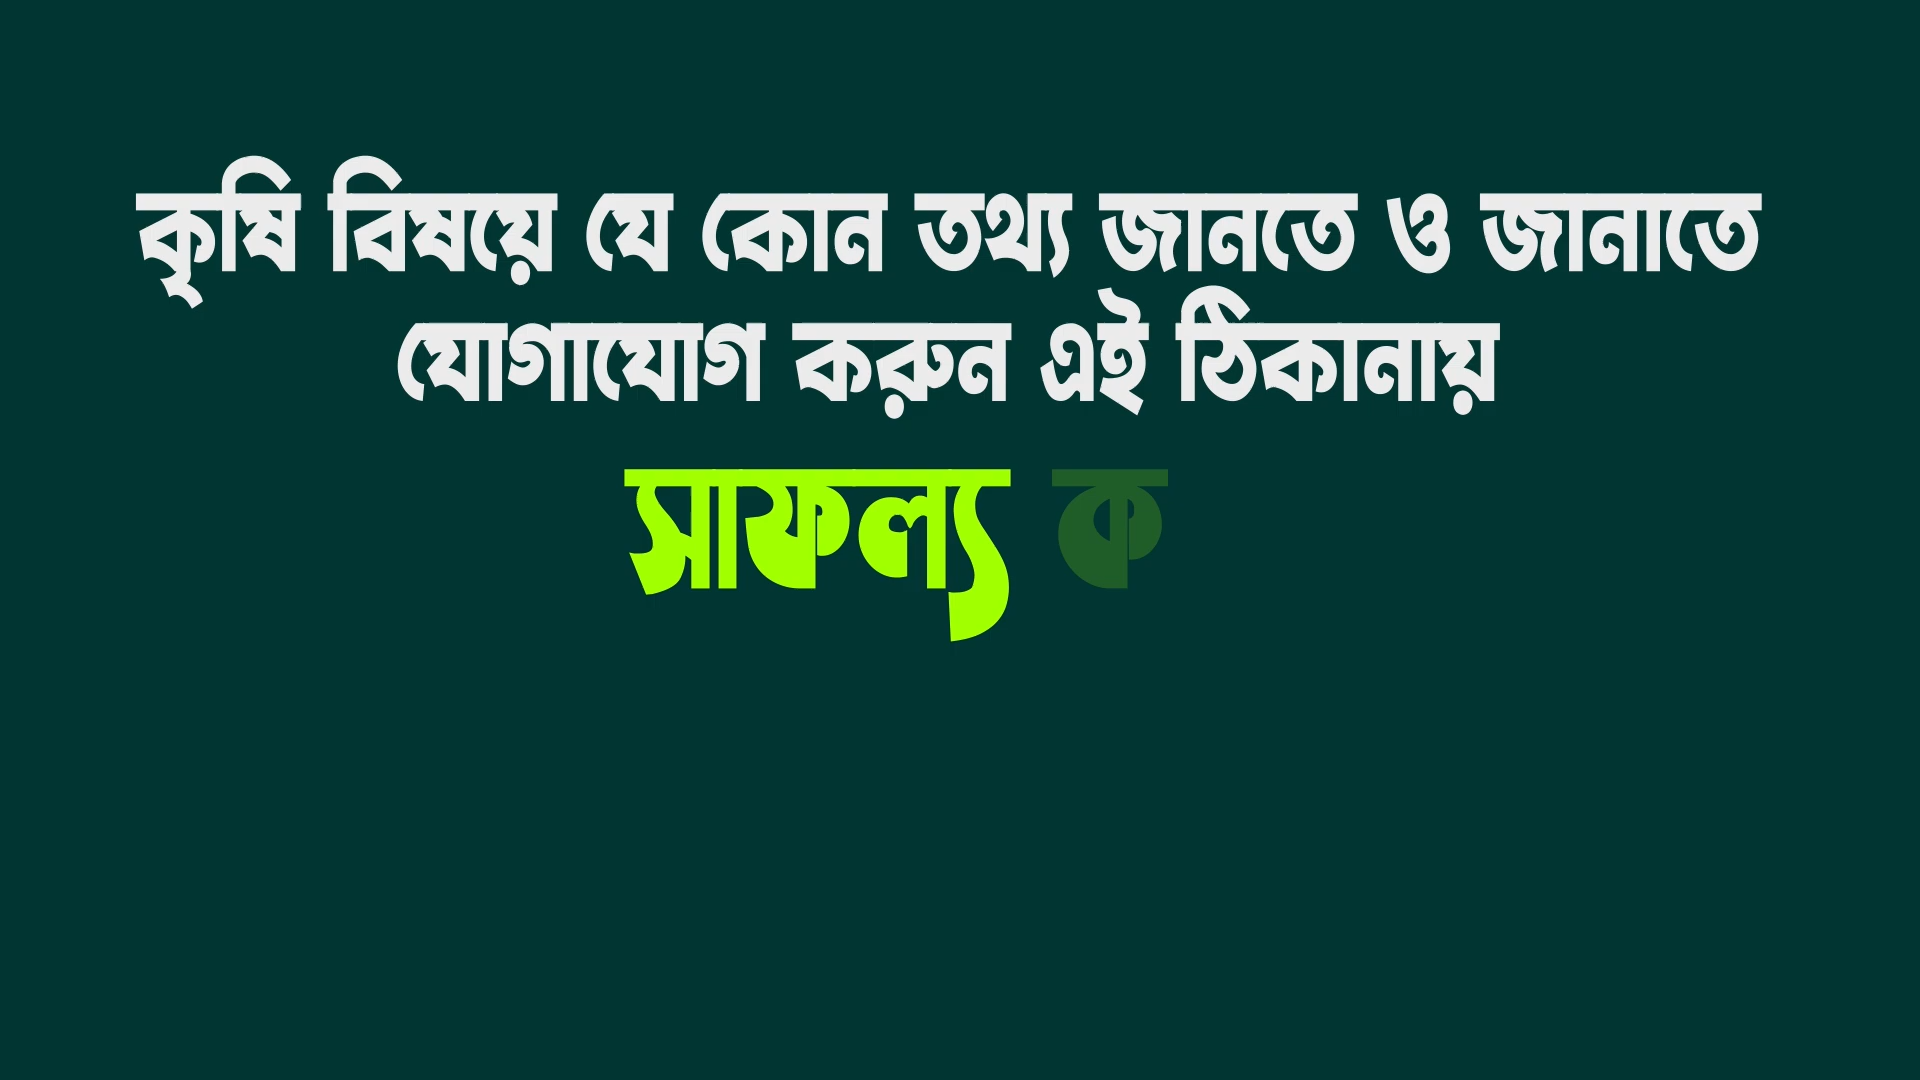 কৃষি বিষয়ে যে কোন তথ্য জানতে ও জানাতে
যোগাযোগ করুন এই ঠিকানায়
সাফল্য ক